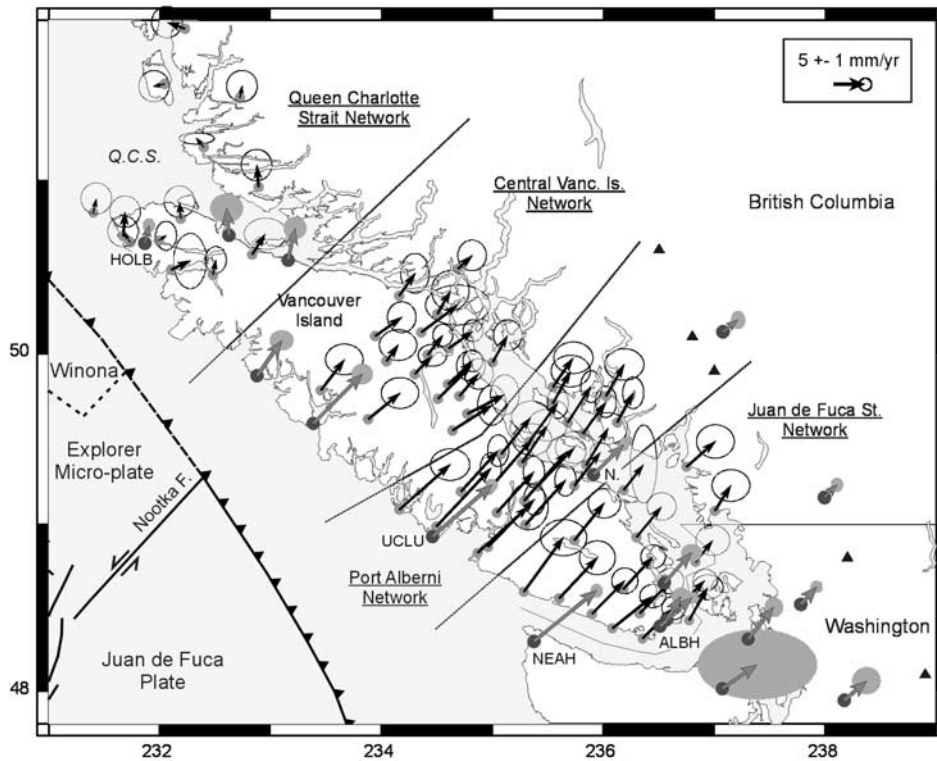 5 +- 1 mm/yr
Queen Charlotte
Strait Network
Q.C.S.
Central Vanc. Is.
Network
British Columbia
HOLB
Vancouver
Island
50
Winona
Juan de Fuca St.
Network
Explorer
Micro-plate
N.
Nootka F.
UCLU
Port Alberni
Network
Washington
NEAH
ALBH
Juan de Fuca
Plate
48
232
234
236
238